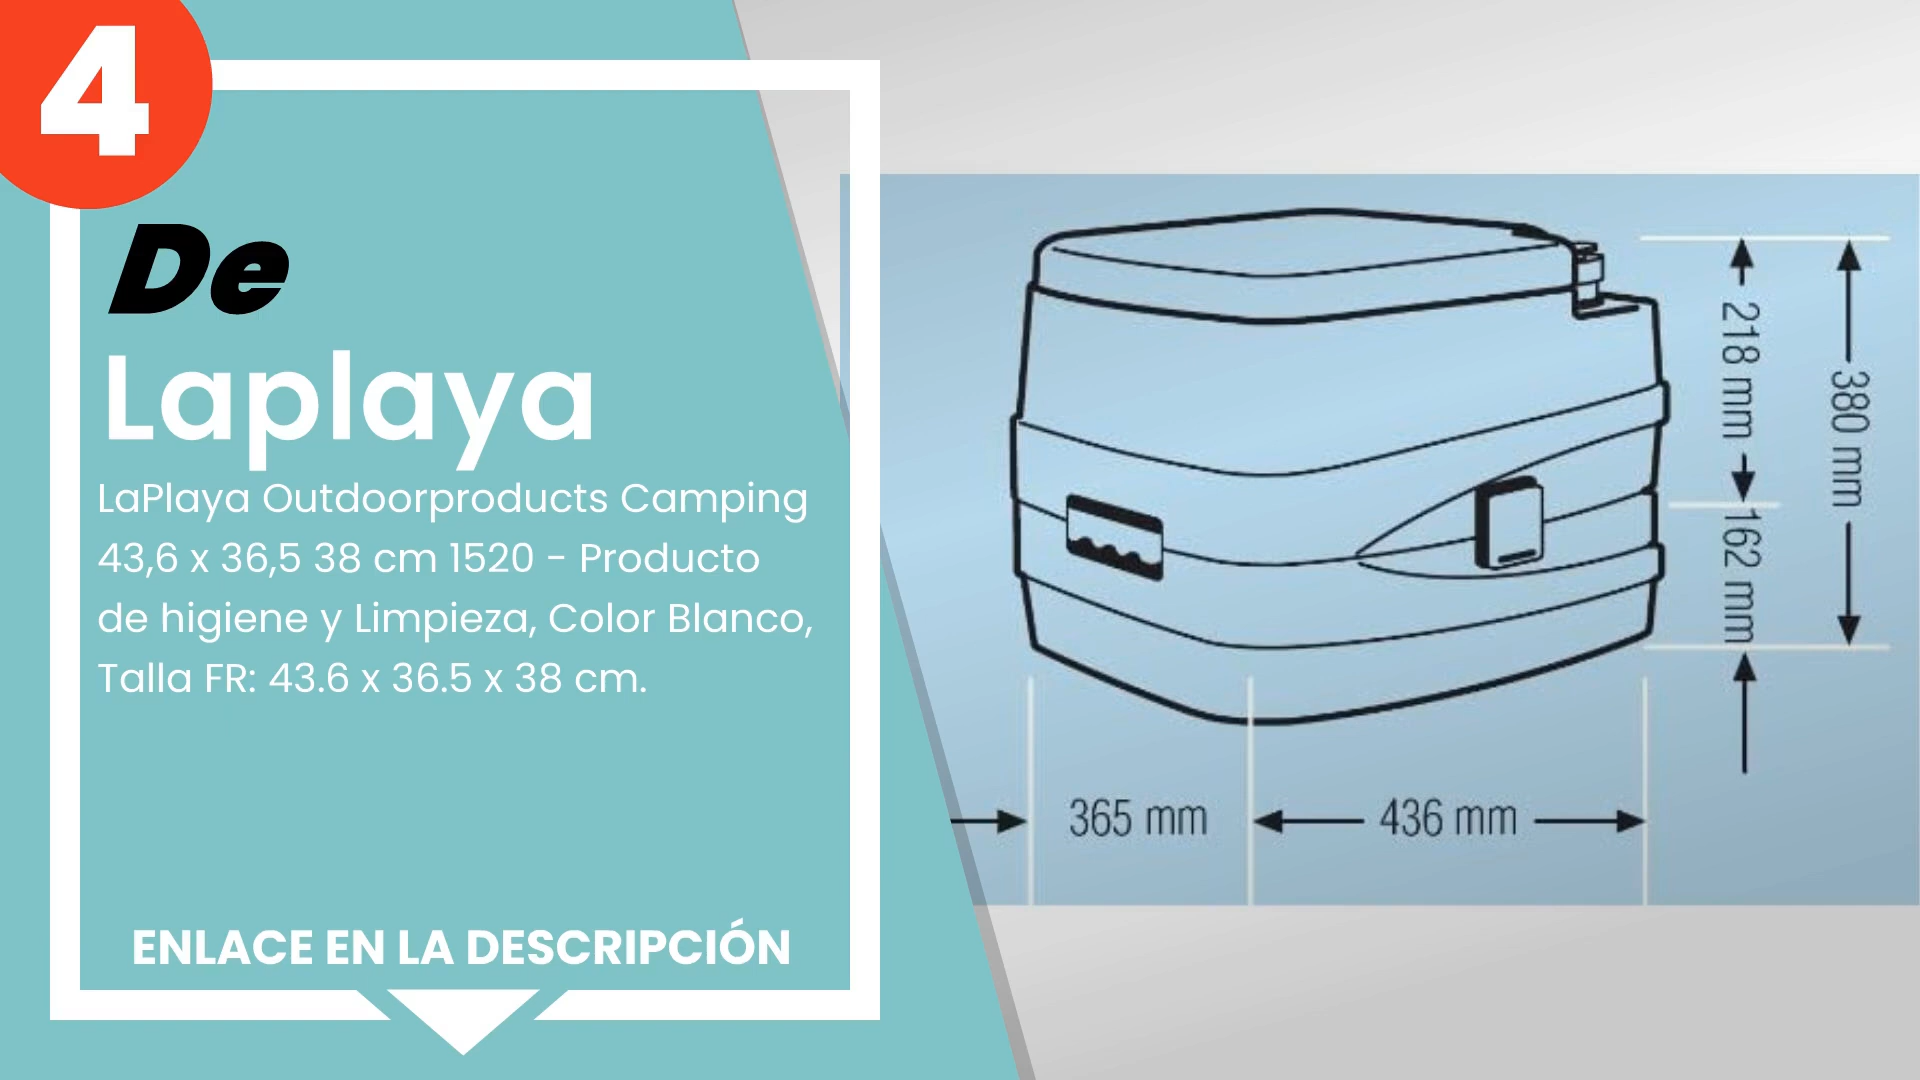 4
De
Laplaya
LaPlaya Outdoorproducts Camping
43,6 x 36,5 38 cm 1520 - Producto
de higiene y Limpieza, Color Blanco,
Talla FR: 43.6 x 36.5 x 38 cm.
ENLACE EN LA DESCRIPCIÓN
218 mm
380 mm
162 mm
365 mm
436 mm